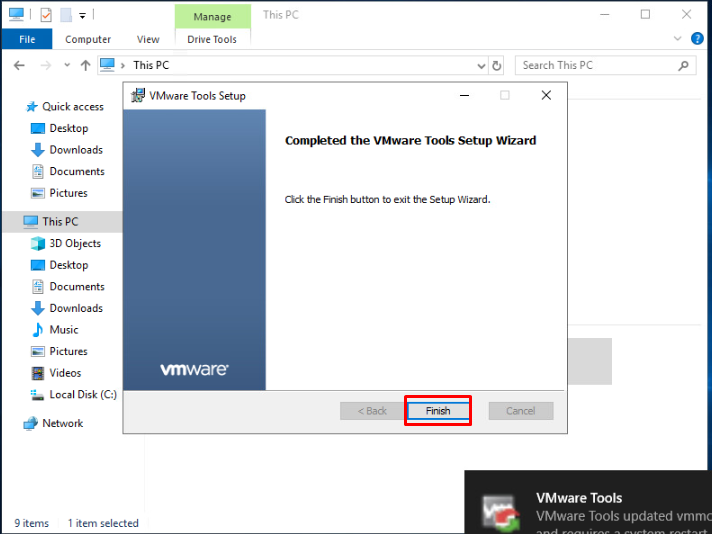 Manage
This PC
File
Computer
View
Drive Tools
This PC
Search This PC
Quick access
Desktop
Downloads
Documents
Pictures
This PC
3D Objects
Desktop
Documents
Downloads
Music
Pictures
Videos
Local Disk (C:)
Network
VMware Tools Setup
Completed the VMware Tools Setup Wizard
Click the Finish button to exit the Setup Wizard.
vmware
< Back
Finish
Cancel
VMware Tools
VMware Tools updated vmmo
and requires a system restart
9 items
1 item selected